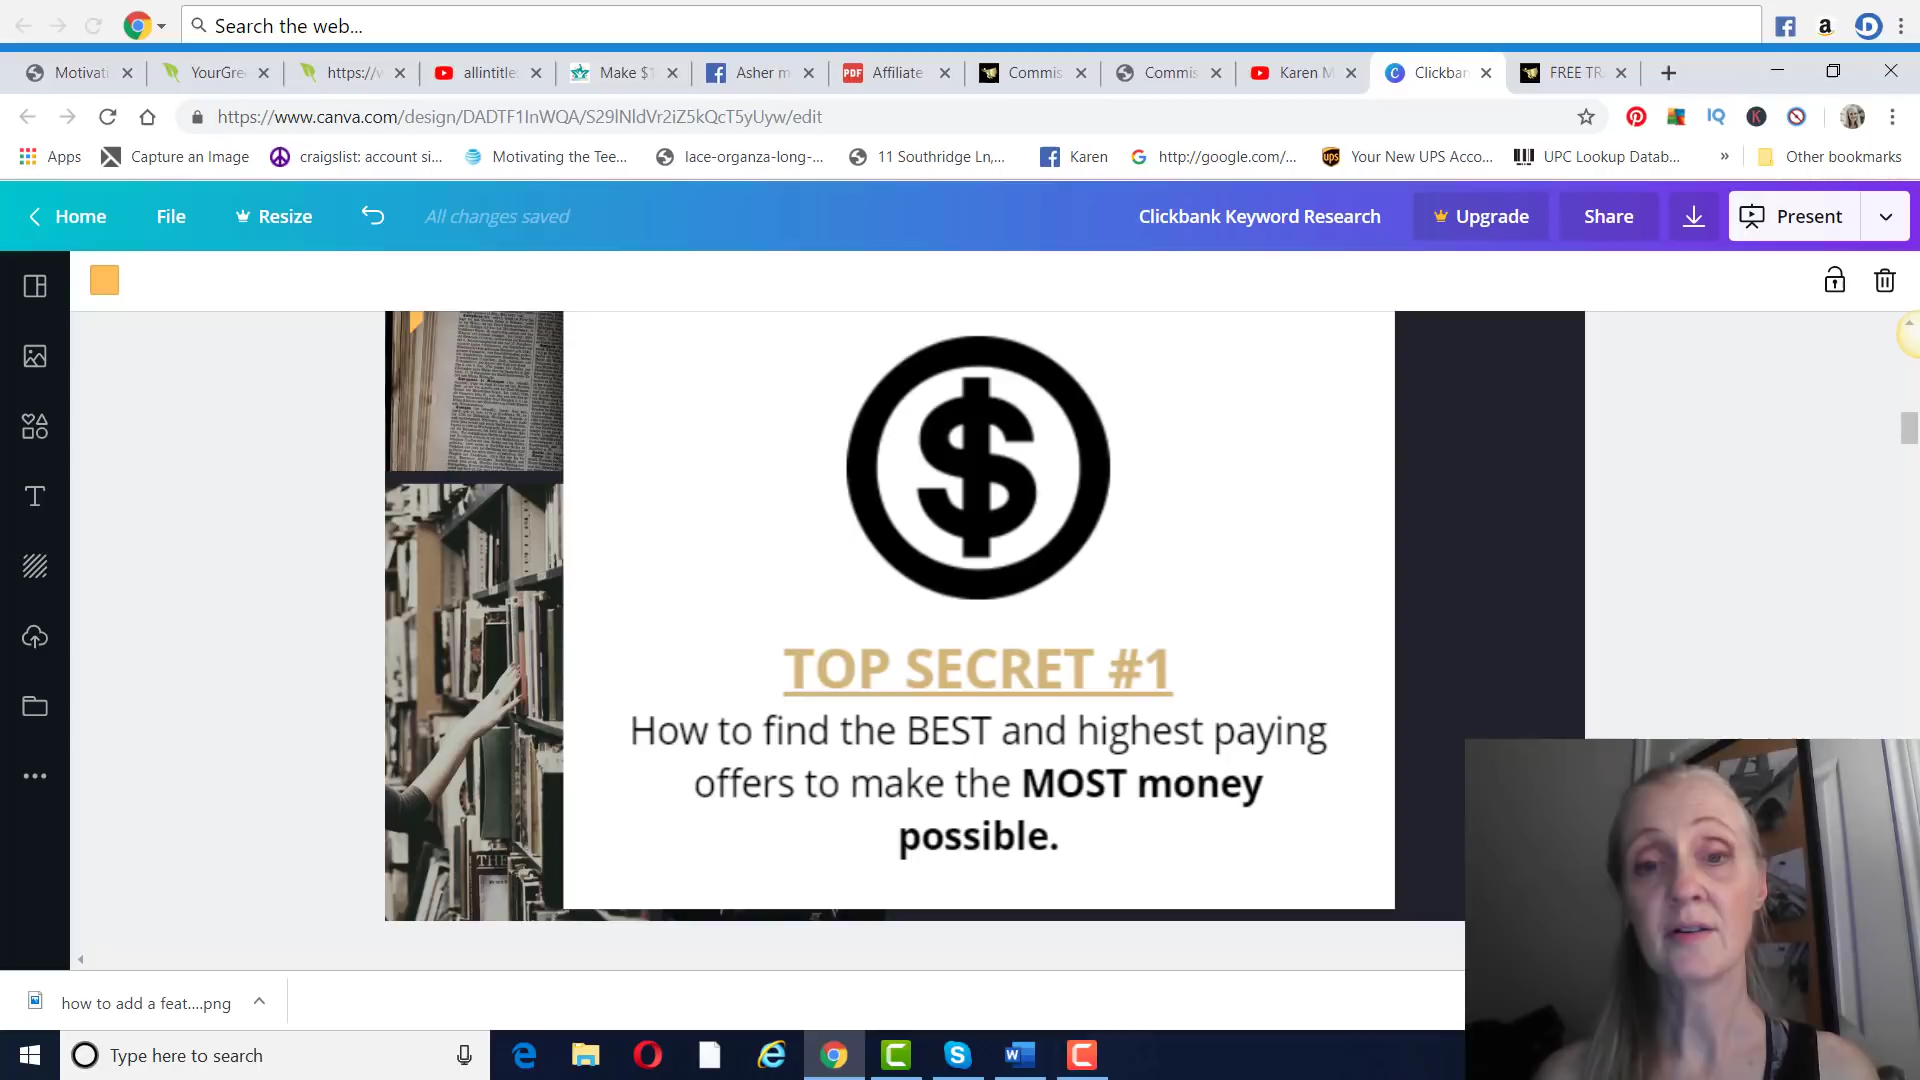 Search the web...
Motivati
YourGre
https://w
allintitle:
Make $1
Asher m
PDF
Affiliate
Commis
Commis
Karen M
Clickban
FREE TR
https://www.canva.com/design/DADTF1InWQA/S29lNldVr2iZ5kQcT5yUyw/edit
Apps
Capture an Image
craigslist: account si...
Motivating the Tee...
lace-organza-long-...
11 Southridge Ln,...
Karen
http://google.com/...
Your New UPS Acco...
UPC Lookup Datab...
»
Other bookmarks
Home
File
Resize
All changes saved
Clickbank Keyword Research
Upgrade
Share
Present
$
TOP SECRET #1
How to find the BEST and highest paying
offers to make the MOST money
possible.
THE
how to add a feat....png
Type here to search